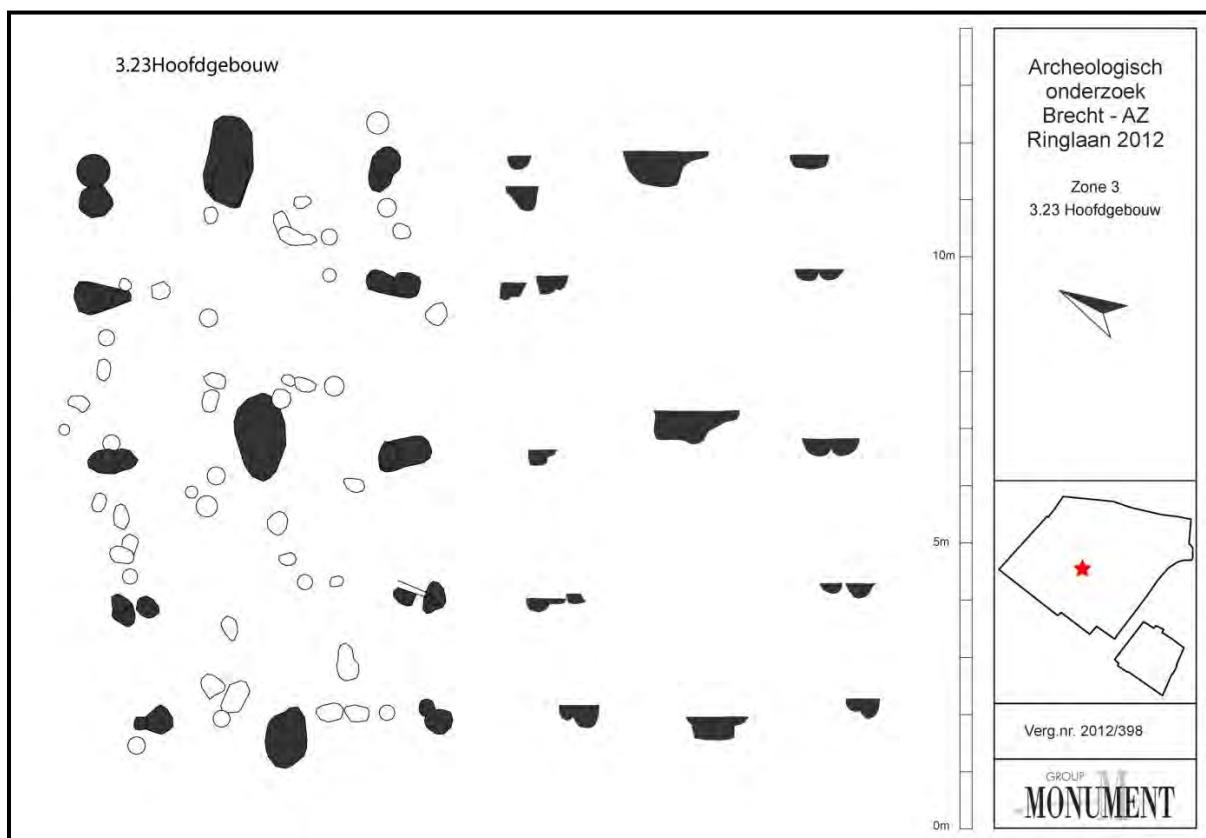 3.23Hoofdgebouw
10m
5m
0m
Archeologisch
onderzoek
Brecht - AZ
Ringlaan 2012
Zone 3
3.23 Hoofdgebouw
Verg.nr. 2012/398
GROUP
MONUMENT